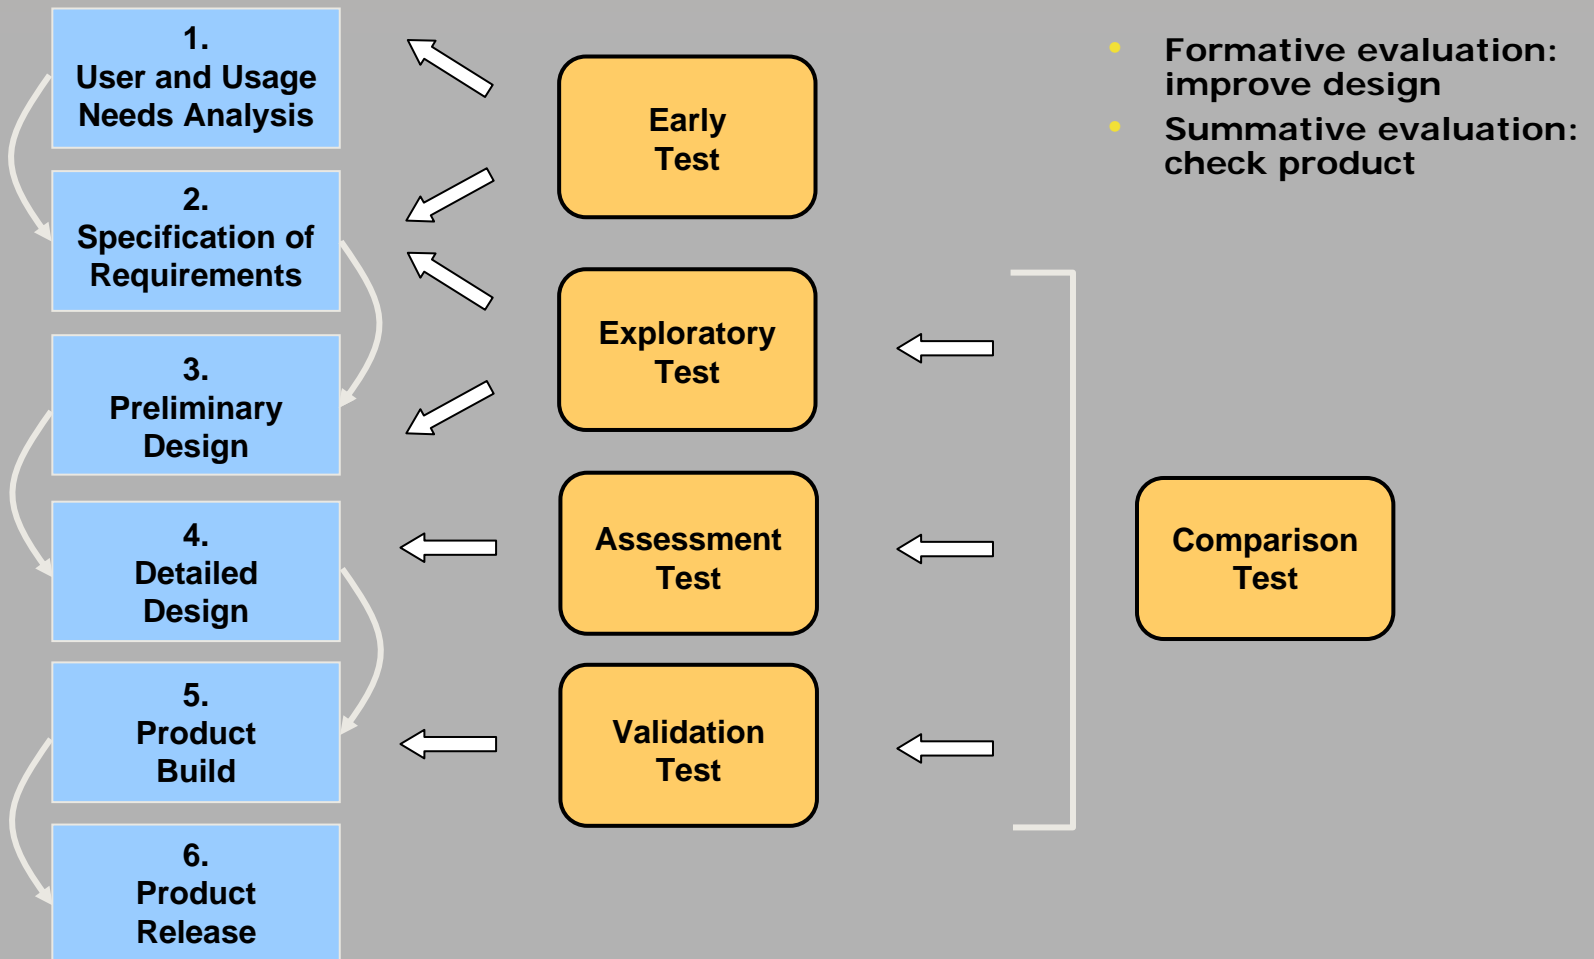 1.
User and Usage
Needs Analysis
2.
Specification of
Requirements
3.
Preliminary
Design
4.
Detailed
Design
5.
Product
Build
6.
Product
Release
Early
Test
Exploratory
Test
Assessment
Test
Validation
Test
Comparison
Test
• Formative evaluation:
improve design
• Summative evaluation:
check product